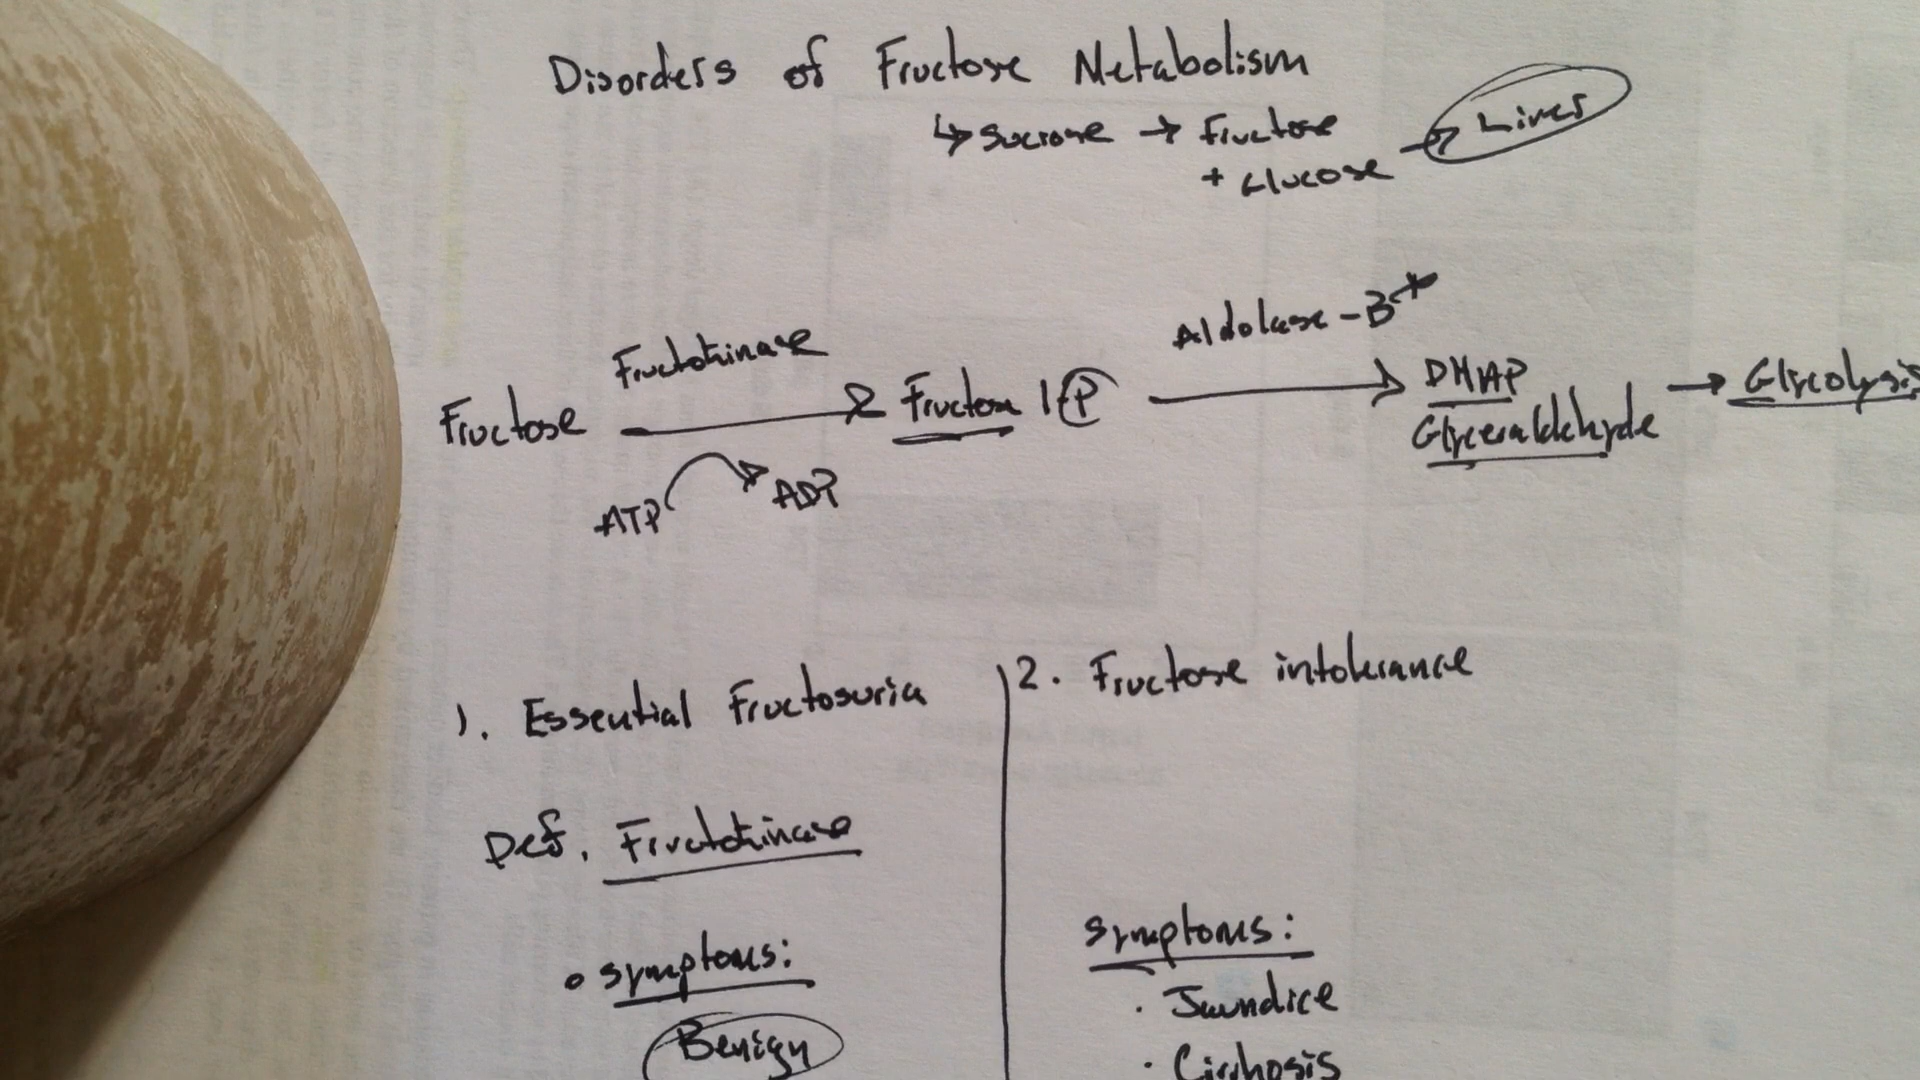 Disorders of Fructose Metabolism
↳ Sucrose → Fructose → Liver
+ Glucose
Fructokinase
Aldolase-B
Fructose → Fructose 1-P → DHAP → Glycolysis
Glyceraldehyde
ATP → ADP
1. Essential Fructosuria
2. Fructose intolerance
Def. Fructokinase
• symptoms:
Benign
symptoms:
· Jaundice
· Cirrhosis